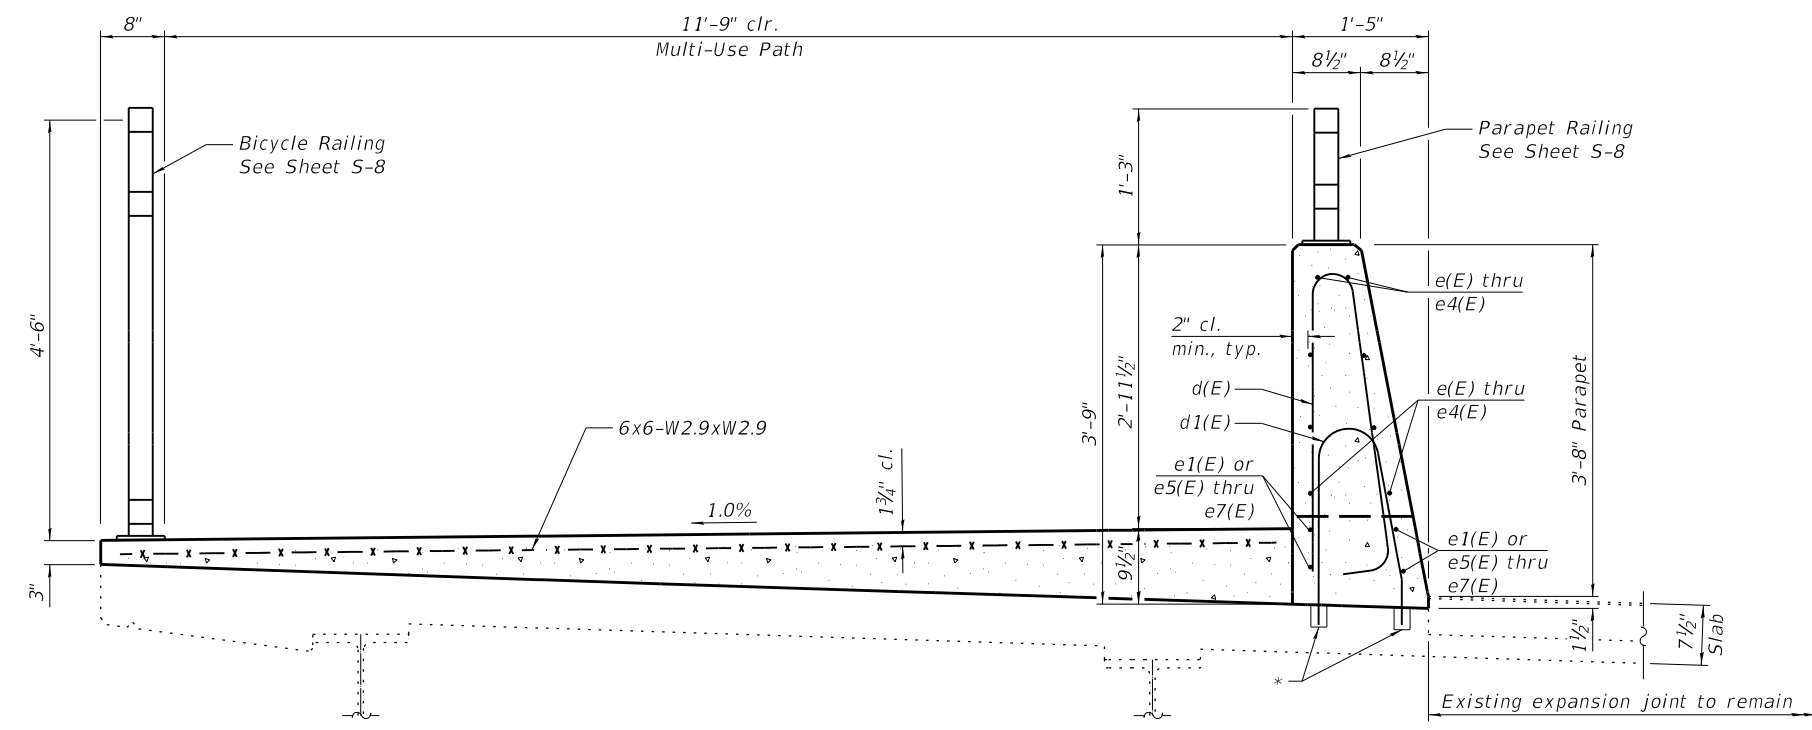 8"
11'-9" clr.
Multi-Use Path
1'-5"
8½"
8½"
Bicycle Railing
See Sheet S-8
Parapet Railing
See Sheet S-8
1'-3"
4'-6"
e(E) thru
e4(E)
2" cl.
min., typ.
3'-9"
2'-11½"
3'-8" Parapet
d(E)
d1(E)
e(E) thru
e4(E)
6x6-W2.9xW2.9
1¾" cl.
e1(E) or
e5(E) thru
e7(E)
1.0%
9½"
e1(E) or
e5(E) thru
e7(E)
3"
1½"
7½"
Slab
*
Existing expansion joint to remain